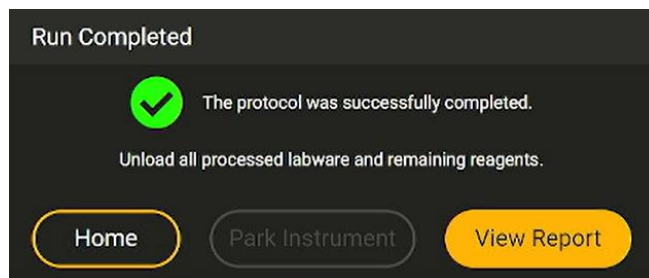 Run Completed
The protocol was successfully completed.
Unload all processed labware and remaining reagents.
Home
Park Instrument
View Report